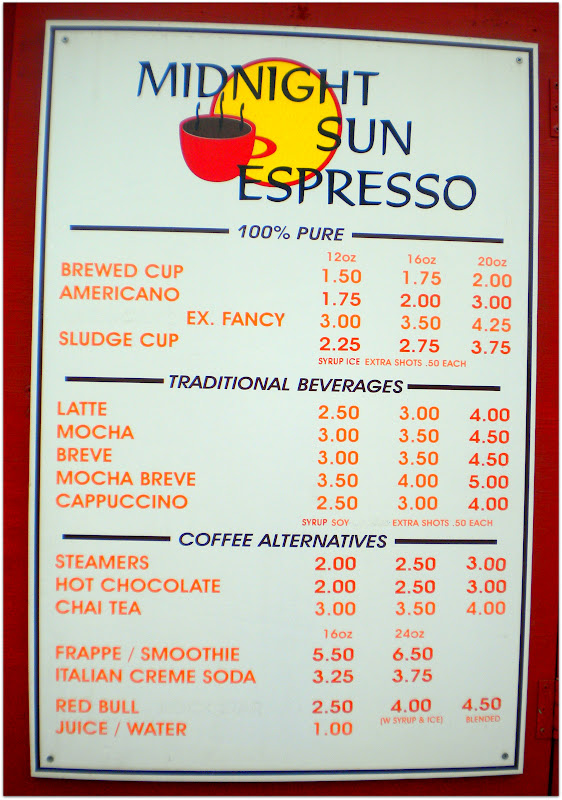 MIDNIGHT
SUN
ESPRESSO
100% PURE
12oz 16oz 20oz
BREWED CUP 1.50 1.75 2.00
AMERICANO 1.75 2.00 3.00
EX. FANCY 3.00 3.50 4.25
SLUDGE CUP 2.25 2.75 3.75
SYRUP ICE EXTRA SHOTS .50 EACH
TRADITIONAL BEVERAGES
LATTE 2.50 3.00 4.00
MOCHA 3.00 3.50 4.50
BREVE 3.00 3.50 4.50
MOCHA BREVE 3.50 4.00 5.00
CAPPUCCINO 2.50 3.00 4.00
SYRUP SOY EXTRA SHOTS .50 EACH
COFFEE ALTERNATIVES
STEAMERS 2.00 2.50 3.00
HOT CHOCOLATE 2.00 2.50 3.00
CHAI TEA 3.00 3.50 4.00
16oz 24oz
FRAPPE / SMOOTHIE 5.50 6.50
ITALIAN CREME SODA 3.25 3.75
RED BULL 2.50 4.00 4.50
(W SYRUP & ICE) BLENDED
JUICE / WATER 1.00